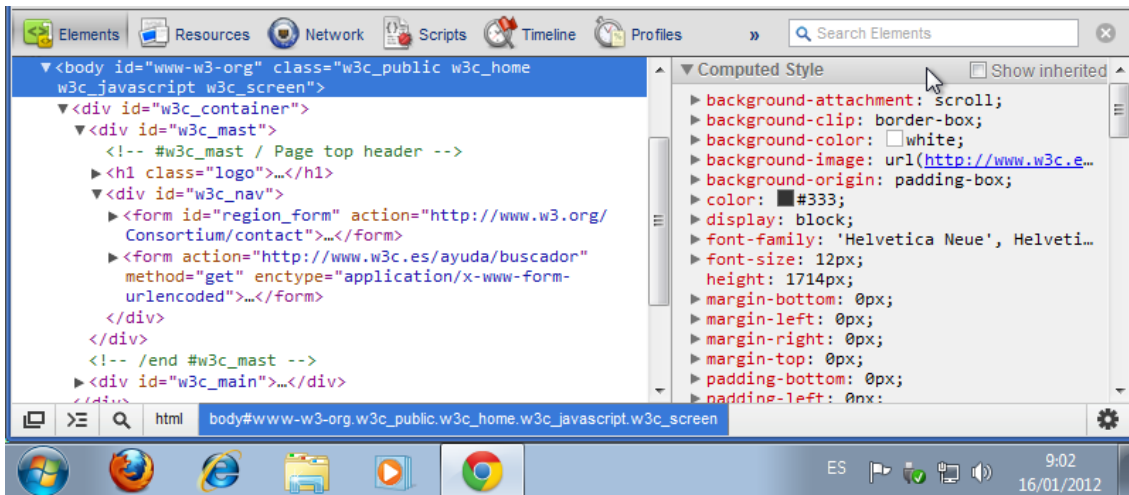 Elements Resources Network Scripts Timeline Profiles » Search Elements
▼<body id="www-w3-org" class="w3c_public w3c_home
w3c_javascript w3c_screen">
▼<div id="w3c_container">
▼<div id="w3c_mast">
<!-- #w3c_mast / Page top header -->
▶<h1 class="logo">…</h1>
▼<div id="w3c_nav">
▶<form id="region_form" action="http://www.w3.org/
Consortium/contact">…</form>
▶<form action="http://www.w3c.es/ayuda/buscador"
method="get" enctype="application/x-www-form-
urlencoded">…</form>
</div>
</div>
<!-- /end #w3c_mast -->
▶<div id="w3c_main">…</div>
</div>
▼Computed Style Show inherited
▶background-attachment: scroll;
▶background-clip: border-box;
▶background-color: white;
▶background-image: url(http://www.w3c.e…
▶background-origin: padding-box;
▶color: #333;
▶display: block;
▶font-family: 'Helvetica Neue', Helveti…
▶font-size: 12px;
height: 1714px;
▶margin-bottom: 0px;
▶margin-left: 0px;
▶margin-right: 0px;
▶margin-top: 0px;
▶padding-bottom: 0px;
▶padding-left: 0px;
html body#www-w3-org.w3c_public.w3c_home.w3c_javascript.w3c_screen
ES 9:02
16/01/2012